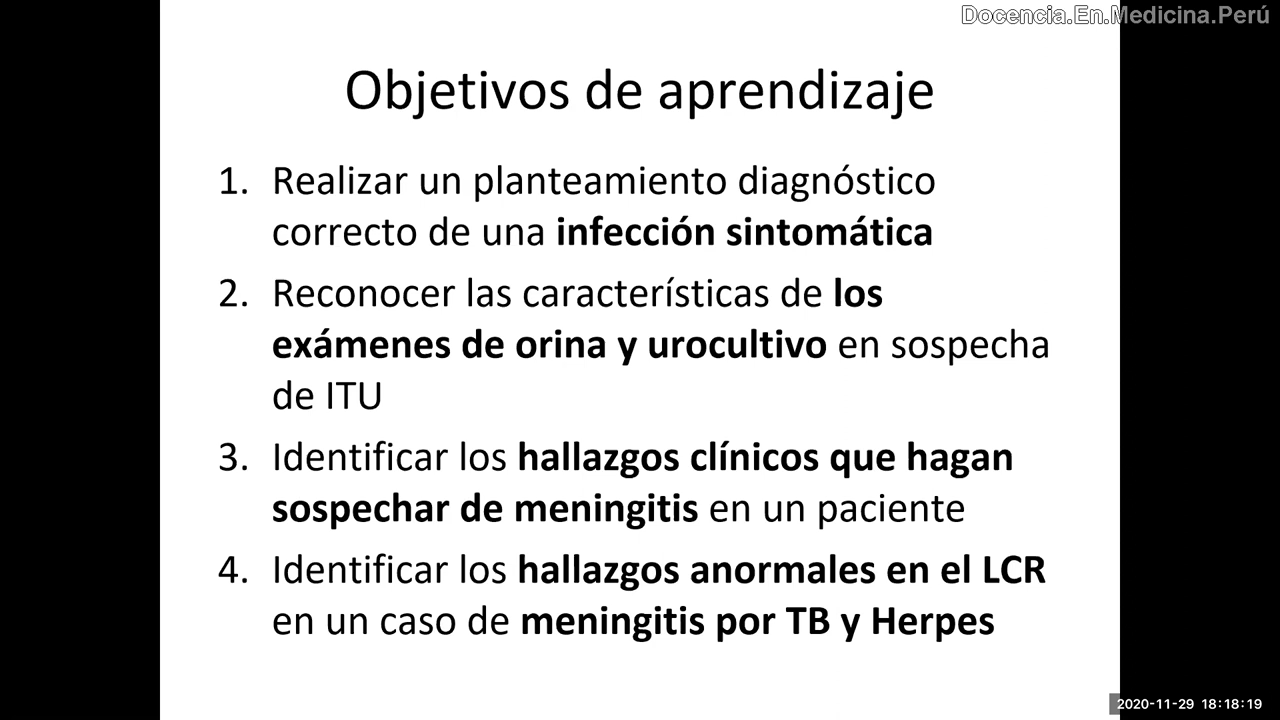 Docencia.En.Medicina.Perú
Objetivos de aprendizaje
1. Realizar un planteamiento diagnóstico
correcto de una infección sintomática
2. Reconocer las características de los
exámenes de orina y urocultivo en sospecha
de ITU
3. Identificar los hallazgos clínicos que hagan
sospechar de meningitis en un paciente
4. Identificar los hallazgos anormales en el LCR
en un caso de meningitis por TB y Herpes
2020-11-29 18:18:19